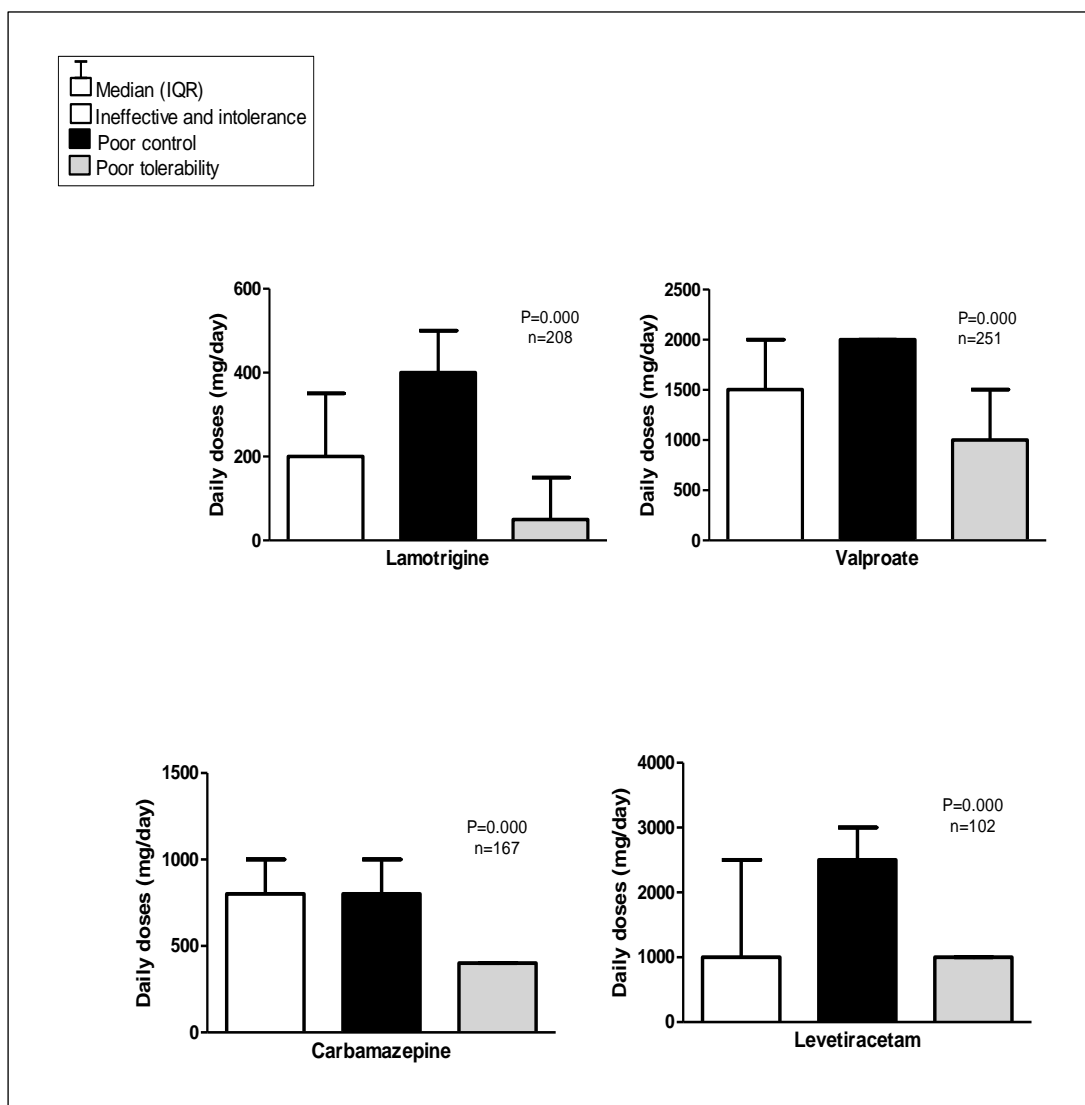 Median (IQR)
Ineffective and intolerance
Poor control
Poor tolerability
600
400
200
0
Daily doses (mg/day)
P=0.000
n=208
Lamotrigine
2500
2000
1500
1000
500
0
Daily doses (mg/day)
P=0.000
n=251
Valproate
1500
1000
500
0
Daily doses (mg/day)
P=0.000
n=167
Carbamazepine
4000
3000
2000
1000
0
Daily doses (mg/day)
P=0.000
n=102
Levetiracetam